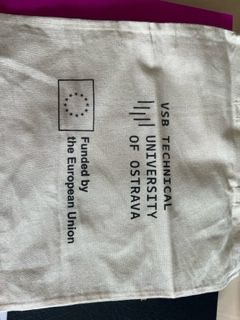 VSB TECHNICAL
UNIVERSITY
OF OSTRAVA
Funded by
the European Union